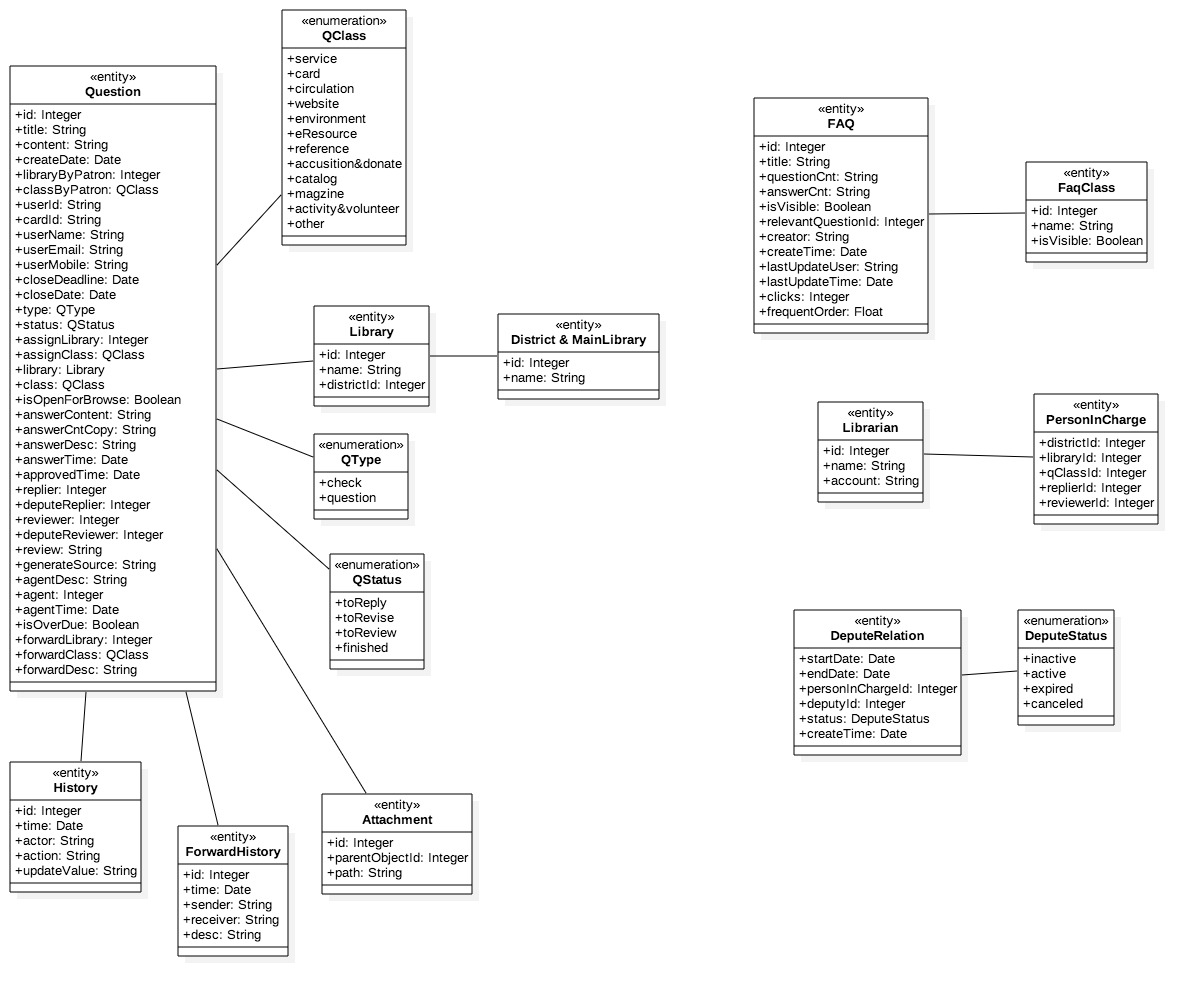 «entity»
Question
+id: Integer
+title: String
+content: String
+createDate: Date
+libraryByPatron: Integer
+classByPatron: QClass
+userId: String
+cardId: String
+userName: String
+userEmail: String
+userMobile: String
+closeDeadline: Date
+closeDate: Date
+type: QType
+status: QStatus
+assignLibrary: Integer
+assignClass: QClass
+library: Library
+class: QClass
+isOpenForBrowse: Boolean
+answerContent: String
+answerCntCopy: String
+answerDesc: String
+answerTime: Date
+approvedTime: Date
+replier: Integer
+deputeReplier: Integer
+reviewer: Integer
+deputeReviewer: Integer
+review: String
+generateSource: String
+agentDesc: String
+agent: Integer
+agentTime: Date
+isOverDue: Boolean
+forwardLibrary: Integer
+forwardClass: QClass
+forwardDesc: String
«enumeration»
QClass
+service
+card
+circulation
+website
+environment
+eResource
+reference
+accusition&donate
+catalog
+magzine
+activity&volunteer
+other
«entity»
Library
+id: Integer
+name: String
+districtId: Integer
«entity»
District & MainLibrary
+id: Integer
+name: String
«enumeration»
QType
+check
+question
«enumeration»
QStatus
+toReply
+toRevise
+toReview
+finished
«entity»
History
+id: Integer
+time: Date
+actor: String
+action: String
+updateValue: String
«entity»
ForwardHistory
+id: Integer
+time: Date
+sender: String
+receiver: String
+desc: String
«entity»
Attachment
+id: Integer
+parentObjectId: Integer
+path: String
«entity»
FAQ
+id: Integer
+title: String
+questionCnt: String
+answerCnt: String
+isVisible: Boolean
+relevantQuestionId: Integer
+creator: String
+createTime: Date
+lastUpdateUser: String
+lastUpdateTime: Date
+clicks: Integer
+frequentOrder: Float
«entity»
FaqClass
+id: Integer
+name: String
+isVisible: Boolean
«entity»
Librarian
+id: Integer
+name: String
+account: String
«entity»
PersonInCharge
+districtId: Integer
+libraryId: Integer
+qClassId: Integer
+replierId: Integer
+reviewerId: Integer
«entity»
DeputeRelation
+startDate: Date
+endDate: Date
+personInChargeId: Integer
+deputyId: Integer
+status: DeputeStatus
+createTime: Date
«enumeration»
DeputeStatus
+inactive
+active
+expired
+canceled